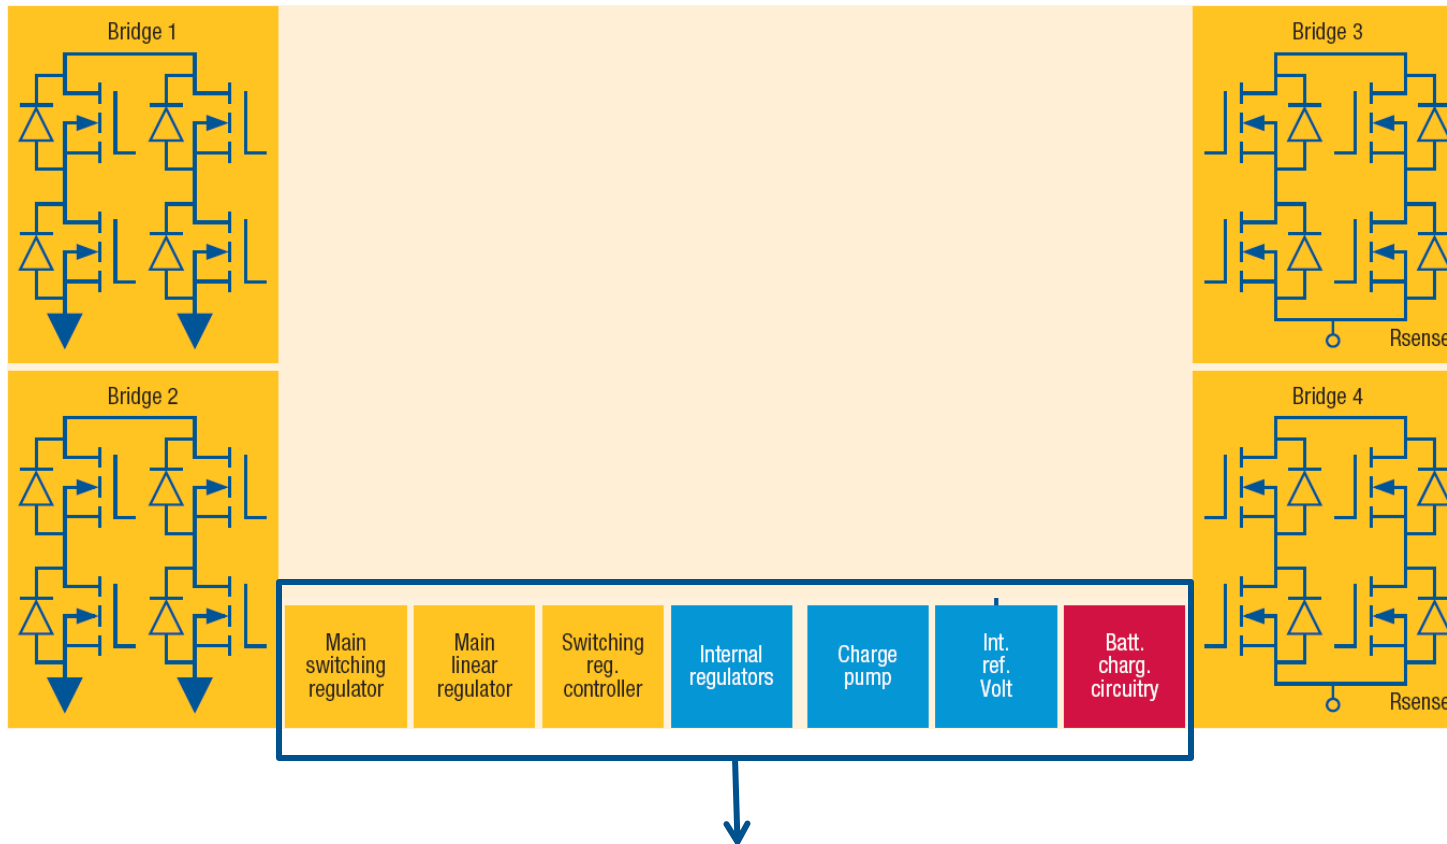 Bridge 1
Bridge 3
Rsense
Bridge 2
Bridge 4
Main
switching
regulator
Main
linear
regulator
Switching
reg.
controller
Internal
regulators
Charge
pump
Int.
ref.
Volt
Batt.
charg.
circuitry
Rsense